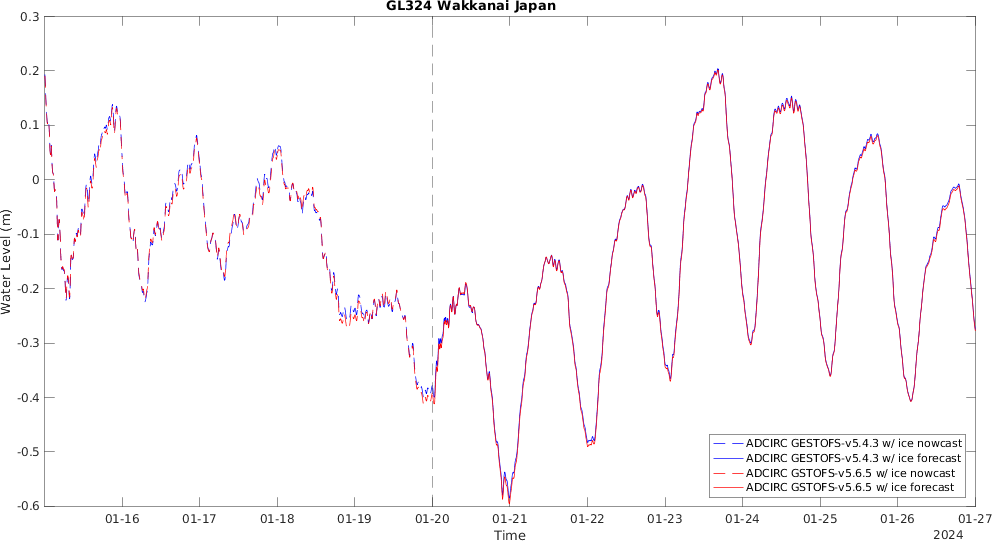 GL324 Wakkanai Japan
0.3
0.2
0.1
0
-0.1
-0.2
-0.3
-0.4
-0.5
-0.6
Water Level (m)
ADCIRC GESTOFS-v5.4.3 w/ ice nowcast
ADCIRC GESTOFS-v5.4.3 w/ ice forecast
ADCIRC GSTOFS-v5.6.5 w/ ice nowcast
ADCIRC GSTOFS-v5.6.5 w/ ice forecast
01-16 01-17 01-18 01-19 01-20 01-21 01-22 01-23 01-24 01-25 01-26 01-27
Time
2024